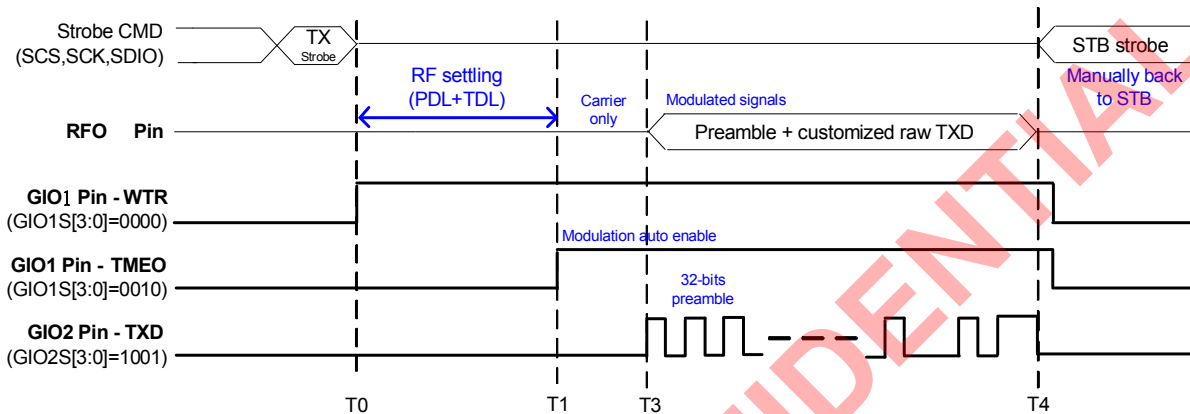 Strobe CMD
(SCS,SCK,SDIO)
TX
Strobe
STB strobe
RF settling
(PDL+TDL)
Manually back
to STB
Carrier
only
Modulated signals
RFO Pin
Preamble + customized raw TXD
GIO1 Pin - WTR
(GIO1S[3:0]=0000)
Modulation auto enable
GIO1 Pin - TMEO
(GIO1S[3:0]=0010)
32-bits
preamble
GIO2 Pin - TXD
(GIO2S[3:0]=1001)
T0
T1
T3
T4
CONFIDENTIAL